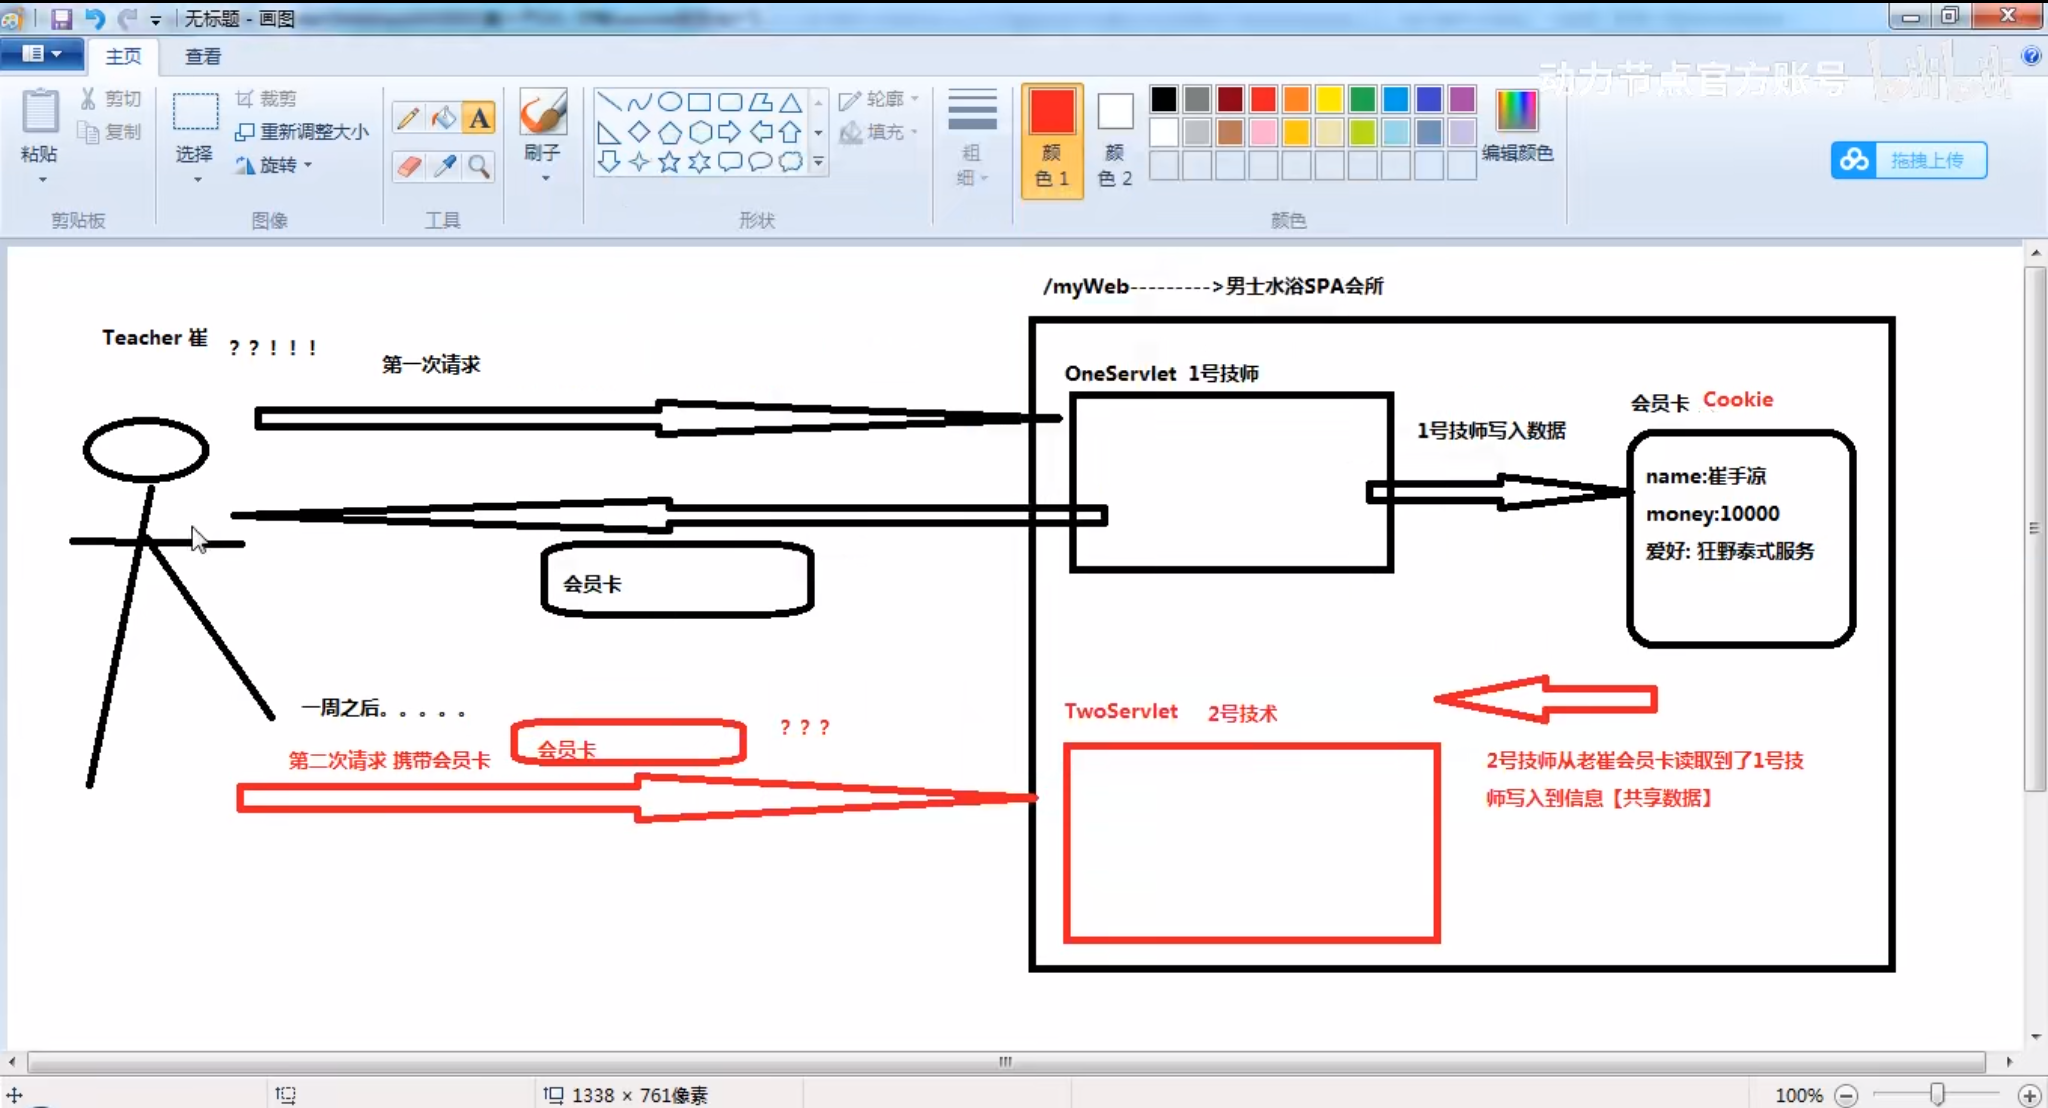 无标题 - 画图
主页
查看
动力节点官方账号
bilibili
剪切
裁剪
轮廓
复制
重新调整大小
填充
粘贴
选择
旋转
刷子
粗
细
颜
色 1
颜
色 2
编辑颜色
拖拽上传
剪贴板
图像
工具
形状
颜色
/myWeb--------->男士水浴SPA会所
Teacher 崔
？？！！！
第一次请求
OneServlet 1号技师
会员卡 Cookie
1号技师写入数据
name:崔手凉
money:10000
爱好: 狂野泰式服务
会员卡
一周之后。。。。。
会员卡
？？？
第二次请求 携带会员卡
TwoServlet 2号技术
2号技师从老崔会员卡读取到了1号技
师写入到信息【共享数据】
1338 × 761像素
100%